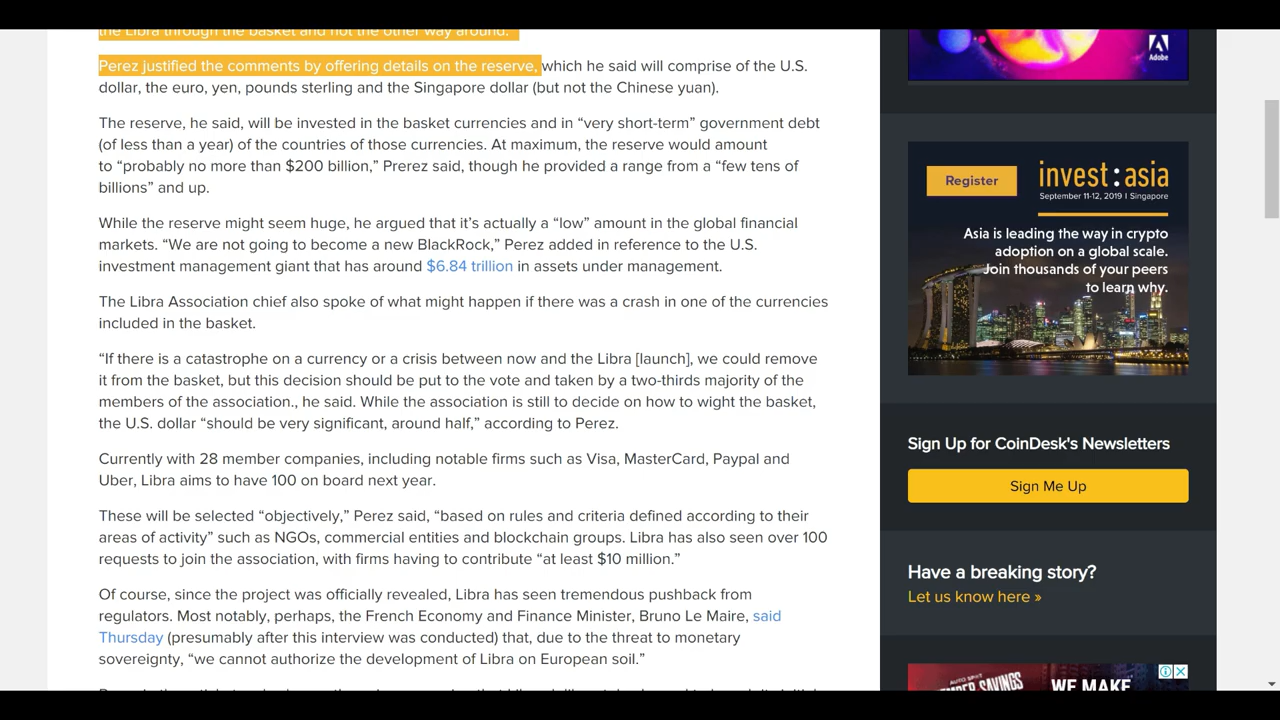 the Libra through the basket and not the other way around.
Perez justified the comments by offering details on the reserve, which he said will comprise of the U.S.
dollar, the euro, yen, pounds sterling and the Singapore dollar (but not the Chinese yuan).
The reserve, he said, will be invested in the basket currencies and in “very short-term” government debt
(of less than a year) of the countries of those currencies. At maximum, the reserve would amount
to “probably no more than $200 billion,” Prerez said, though he provided a range from a “few tens of
billions” and up.
While the reserve might seem huge, he argued that it’s actually a “low” amount in the global financial
markets. “We are not going to become a new BlackRock,” Perez added in reference to the U.S.
investment management giant that has around $6.84 trillion in assets under management.
The Libra Association chief also spoke of what might happen if there was a crash in one of the currencies
included in the basket.
“If there is a catastrophe on a currency or a crisis between now and the Libra [launch], we could remove
it from the basket, but this decision should be put to the vote and taken by a two-thirds majority of the
members of the association., he said. While the association is still to decide on how to wight the basket,
the U.S. dollar “should be very significant, around half,” according to Perez.
Currently with 28 member companies, including notable firms such as Visa, MasterCard, Paypal and
Uber, Libra aims to have 100 on board next year.
These will be selected “objectively,” Perez said, “based on rules and criteria defined according to their
areas of activity” such as NGOs, commercial entities and blockchain groups. Libra has also seen over 100
requests to join the association, with firms having to contribute “at least $10 million.”
Of course, since the project was officially revealed, Libra has seen tremendous pushback from
regulators. Most notably, perhaps, the French Economy and Finance Minister, Bruno Le Maire, said
Thursday (presumably after this interview was conducted) that, due to the threat to monetary
sovereignty, “we cannot authorize the development of Libra on European soil.”
Adobe
Register
invest:asia
September 11-12, 2019 | Singapore
Asia is leading the way in crypto
adoption on a global scale.
Join thousands of your peers
to learn why.
Sign Up for CoinDesk's Newsletters
Sign Me Up
Have a breaking story?
Let us know here »
WE MAKE